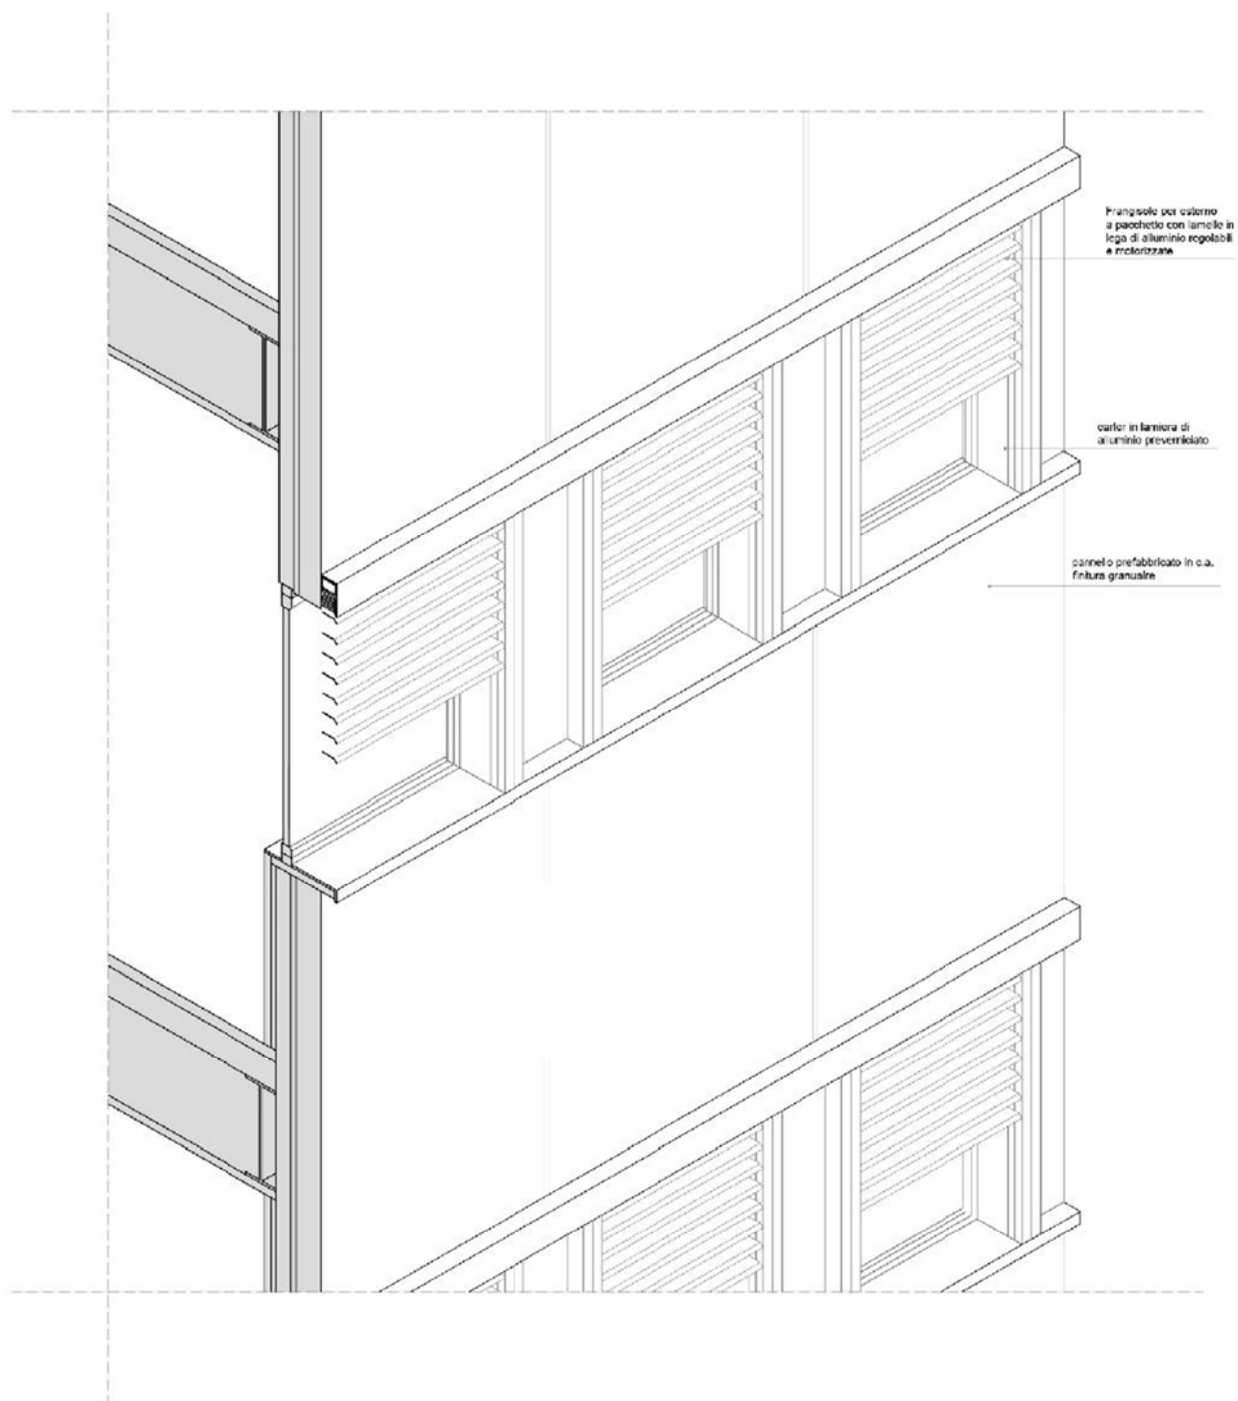 Frangisole per esterno
a pacchetto con lamelle in
lega di alluminio regolabili
e motorizzate
carter in lamiera di
alluminio preverniciato
pannello prefabbricato in c.a.
finitura granualre